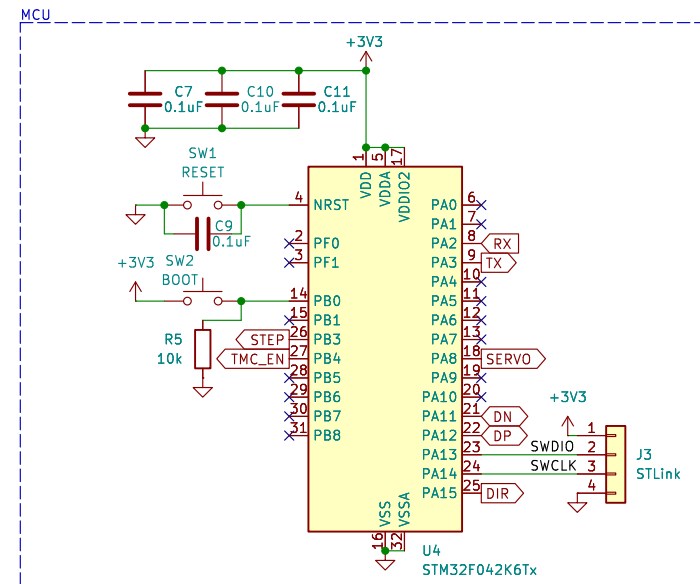 MCU
+3V3
C7
0.1uF
C10
0.1uF
C11
0.1uF
SW1
RESET
C9
0.1uF
+3V3
SW2
BOOT
R5
10k
1
VDD
5
VDDA
17
VDDIO2
4 NRST
2 PF0
3 PF1
14 PB0
15 PB1
STEP 26 PB3
TMC_EN 27 PB4
28 PB5
29 PB6
30 PB7
31 PB8
PA0 6
PA1 7
PA2 8 RX
PA3 9 TX
PA4 10
PA5 11
PA6 12
PA7 13
PA8 18 SERVO
PA9 19
PA10 20
PA11 21 DN
PA12 22 DP
PA13 23 SWDIO
PA14 24 SWCLK
PA15 25 DIR
VSS
16
VSSA
32
U4
STM32F042K6Tx
+3V3
1
2
3
4
J3
STLink